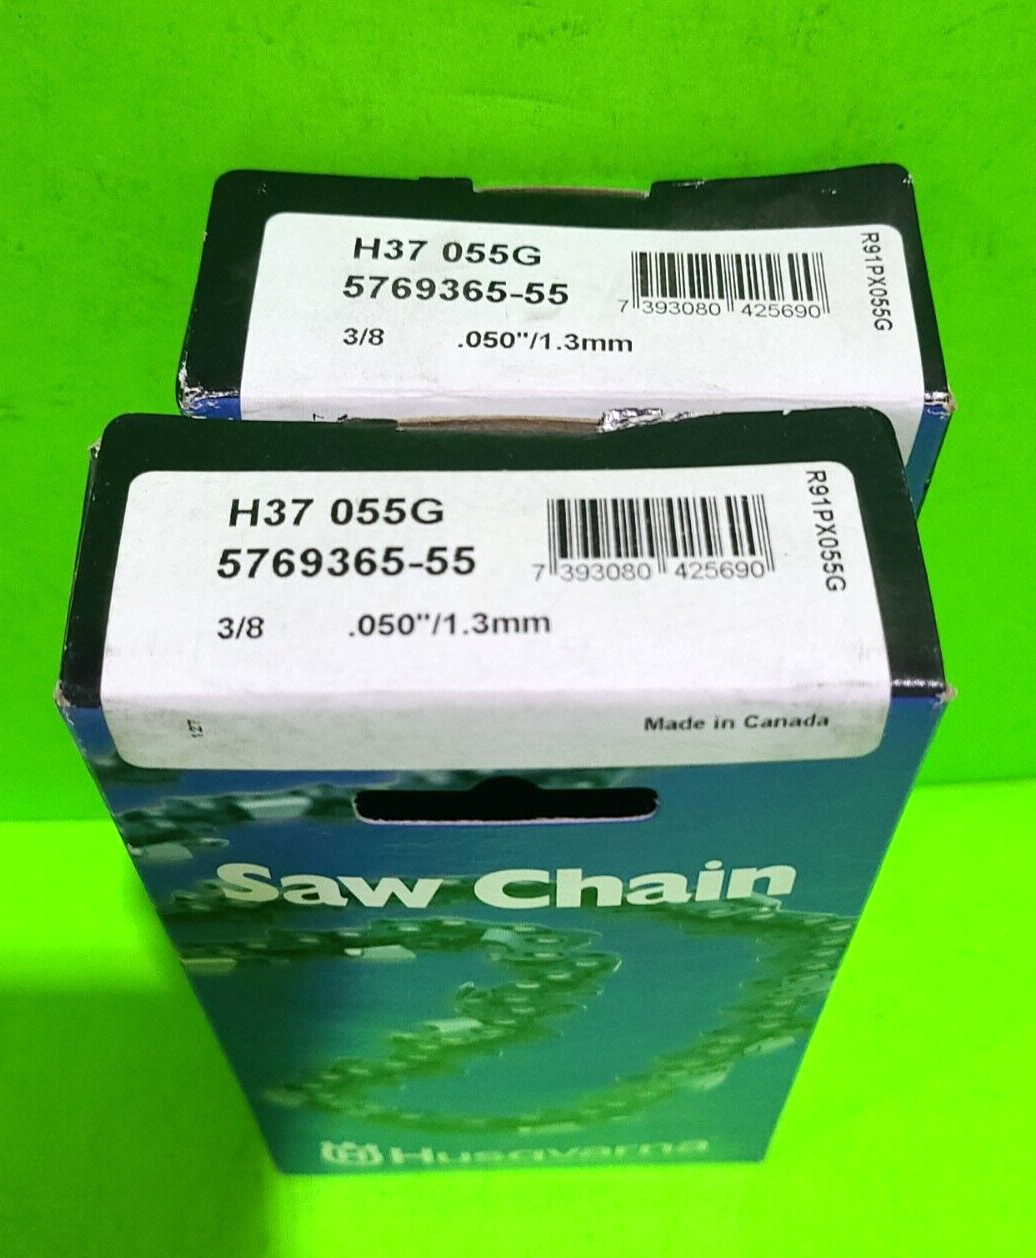 H37 055G
5769365-55
3/8 .050"/1.3mm
7 393080 425690
R91PX055G
H37 055G
5769365-55
3/8 .050"/1.3mm
7 393080 425690
R91PX055G
127
Made in Canada
Saw Chain
Husqvarna